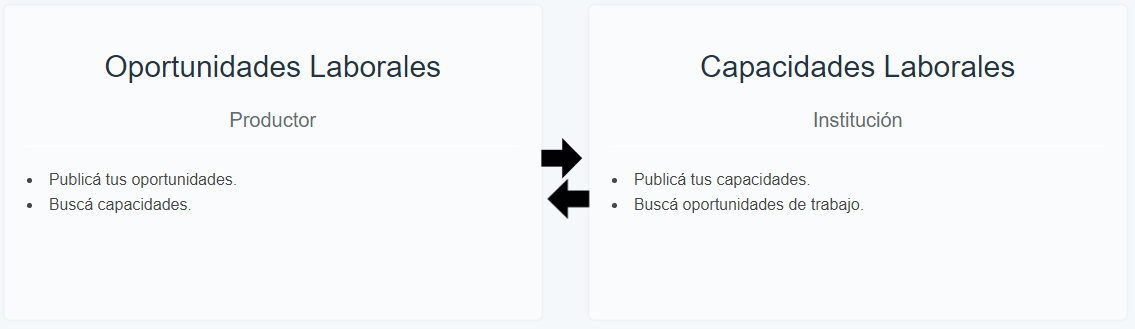 Oportunidades Laborales
Productor
Publicá tus oportunidades.
Buscá capacidades.
Capacidades Laborales
Institución
Publicá tus capacidades.
Buscá oportunidades de trabajo.